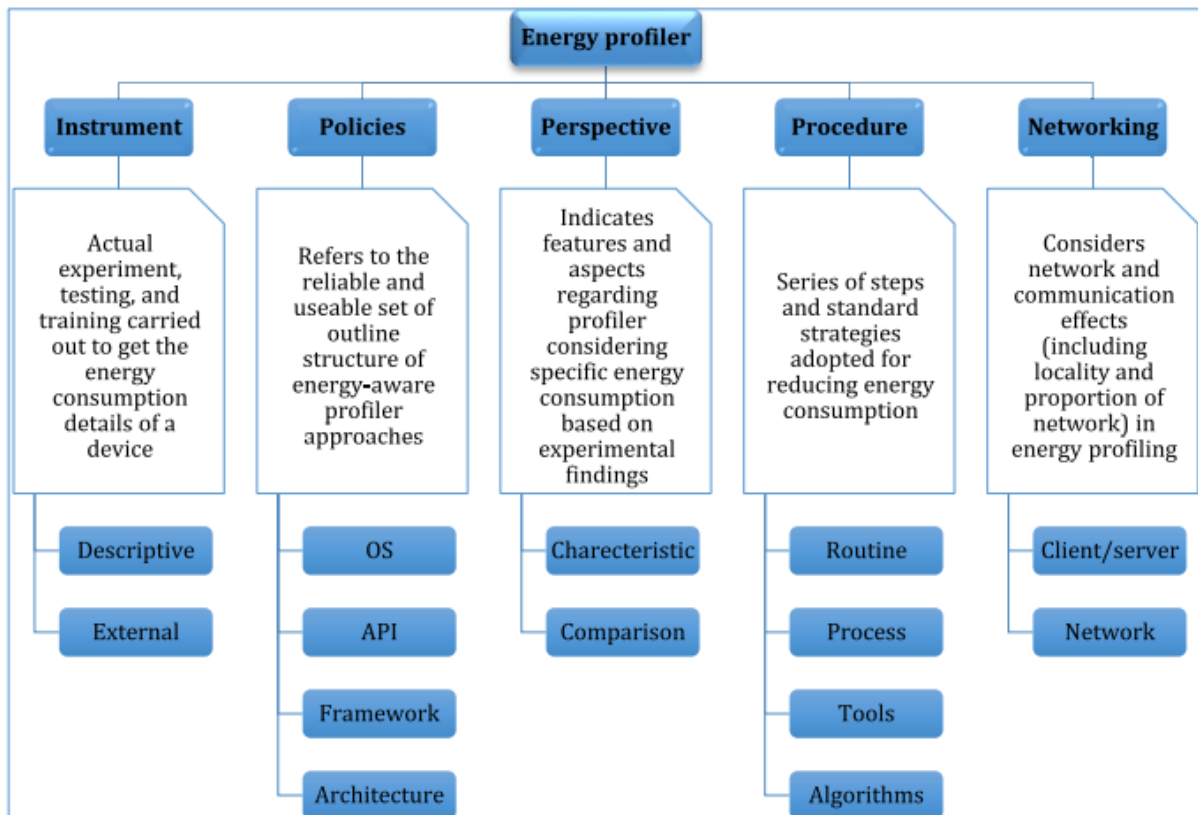 Energy profiler
Instrument
Policies
Perspective
Procedure
Networking
Actual
experiment,
testing, and
training carried
out to get the
energy
consumption
details of a
device
Refers to the
reliable and
useable set of
outline
structure of
energy-aware
profiler
approaches
Indicates
features and
aspects
regarding
profiler
considering
specific energy
consumption
based on
experimental
findings
Series of steps
and standard
strategies
adopted for
reducing energy
consumption
Considers
network and
communication
effects
(including
locality and
proportion of
network) in
energy profiling
Descriptive
External
OS
API
Framework
Architecture
Charecteristic
Comparison
Routine
Process
Tools
Algorithms
Client/server
Network